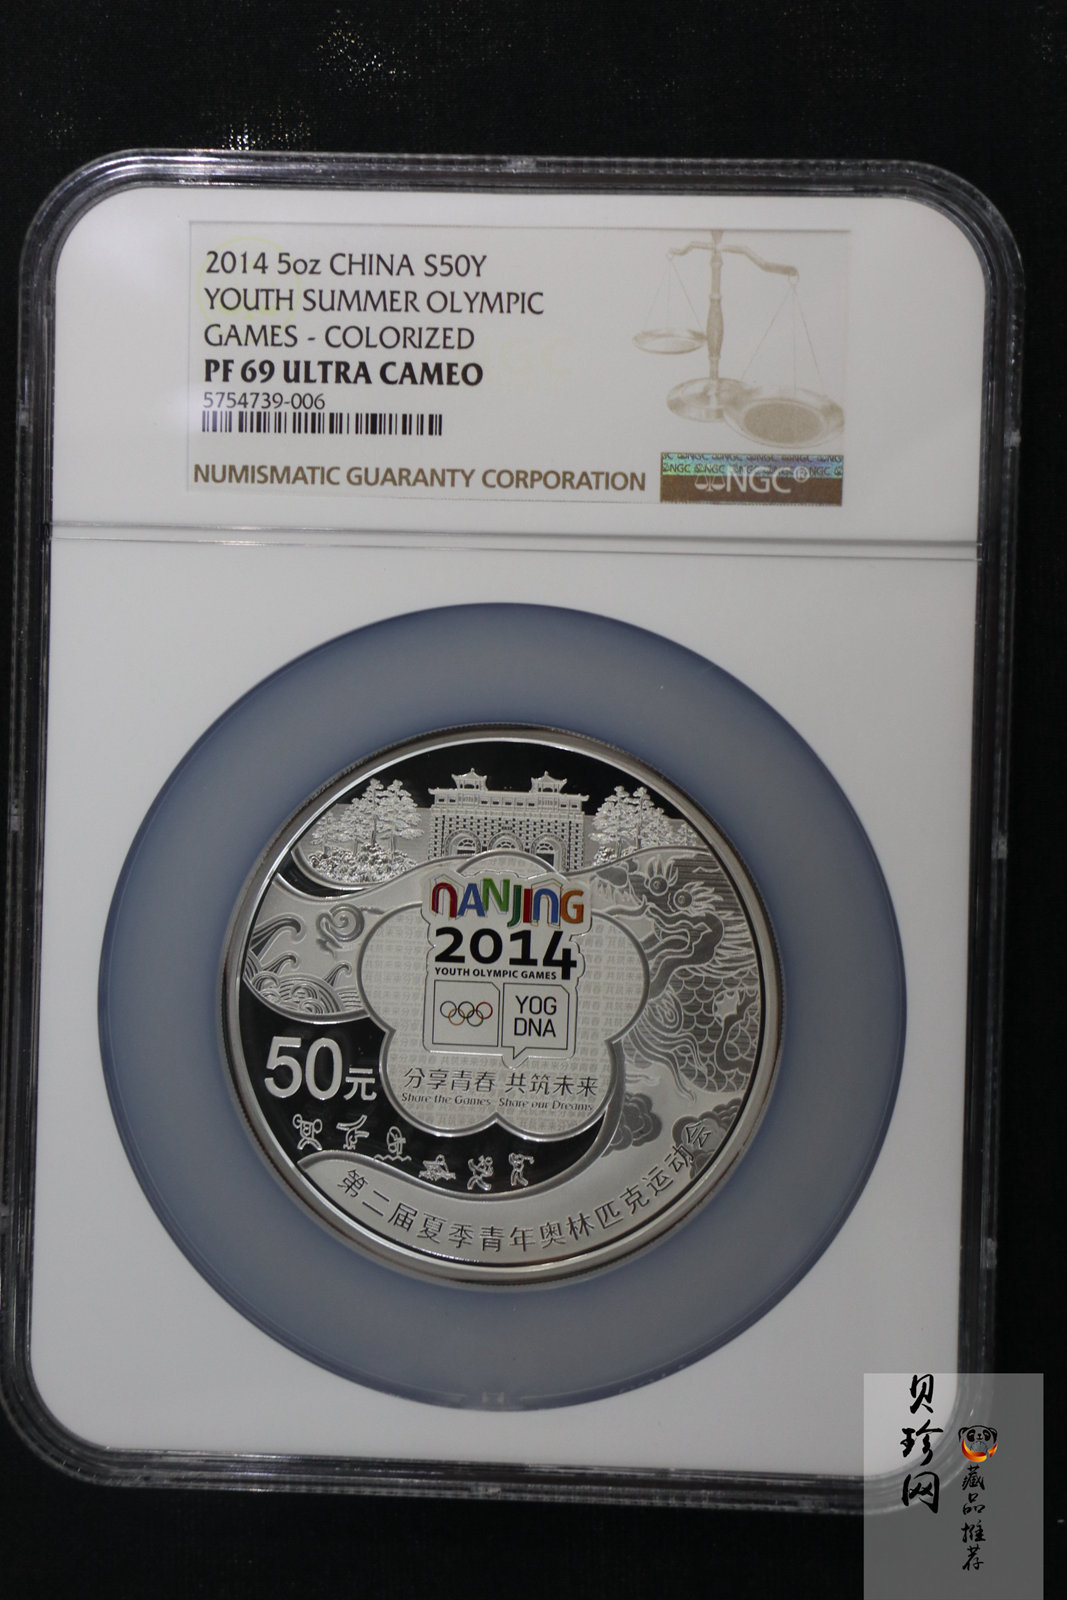 2014 5oz CHINA S50Y
YOUTH SUMMER OLYMPIC
GAMES - COLORIZED
PF 69 ULTRA CAMEO
5754739-006
NUMISMATIC GUARANTY CORPORATION
NGC®
NANJING
2014
YOUTH OLYMPIC GAMES
YOG
DNA
50元
分享青春 共筑未来
Share the Games Share our Dreams
第二届夏季青年奥林匹克运动会
贝珍网
藏品推荐